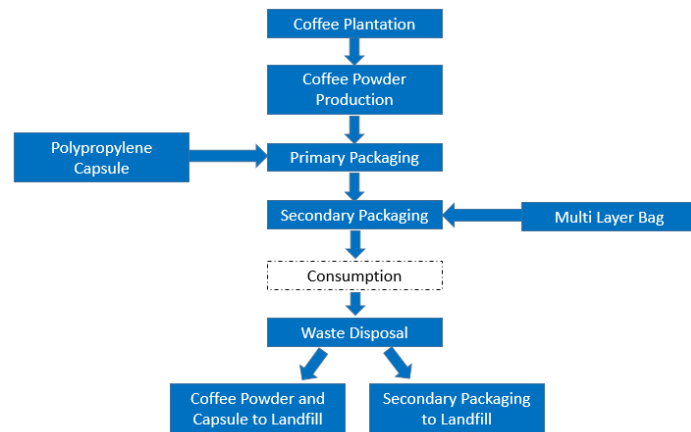 Coffee Plantation
Coffee Powder
Production
Polypropylene
Capsule
Primary Packaging
Secondary Packaging
Multi Layer Bag
Consumption
Waste Disposal
Coffee Powder and
Capsule to Landfill
Secondary Packaging
to Landfill